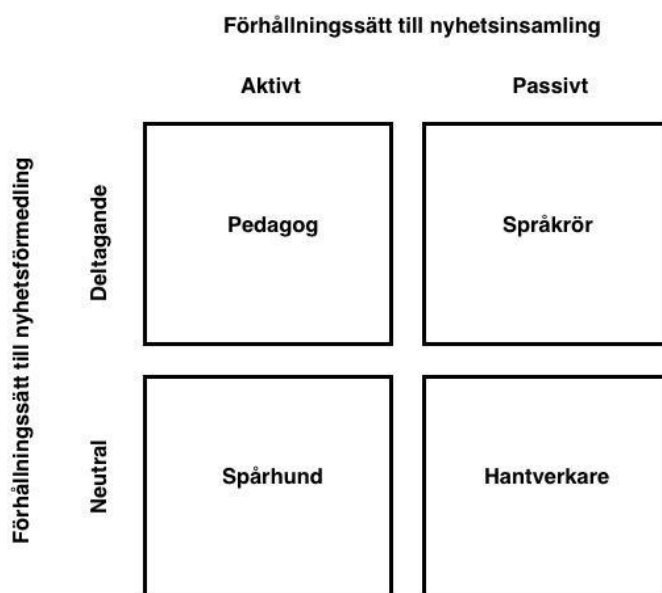 Förhållningssätt till nyhetsinsamling
Aktivt
Passivt
Förhållningssätt till nyhetsförmedling
Deltagande
Pedagog
Språkrör
Neutral
Spårhund
Hantverkare